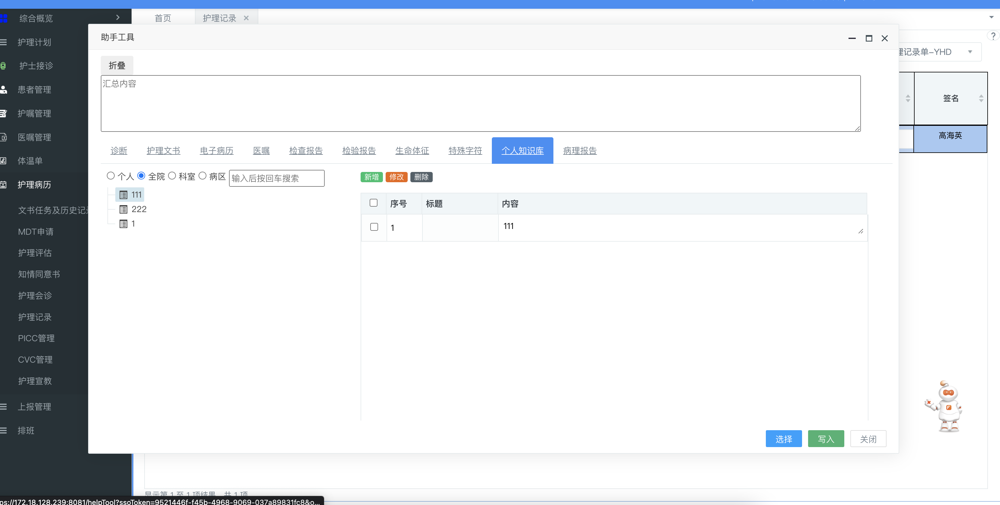 综合概览
首页
护理记录
助手工具
护理计划
理记录单-YHD
折叠
护士接诊
汇总内容
患者管理
签名
护嘱管理
医嘱管理
高海英
诊断 护理文书 电子病历 医嘱 检查报告 检验报告 生命体征 特殊字符 个人知识库 病理报告
体温单
个人 全院 科室 病区 输入后按回车搜索
新增 修改 删除
护理病历
111
222
1
序号 标题 内容
1 111
文书任务及历史记录
MDT申请
护理评估
知情同意书
护理会诊
护理记录
PICC管理
CVC管理
护理宣教
上报管理
排班
选择 写入 关闭
显示第 1 至 1 项结果，共 1 项
ps://172.18.128.239:8081/helpTool?ssoToken=9521446f-f45b-4968-9069-037a89831fc8&o...